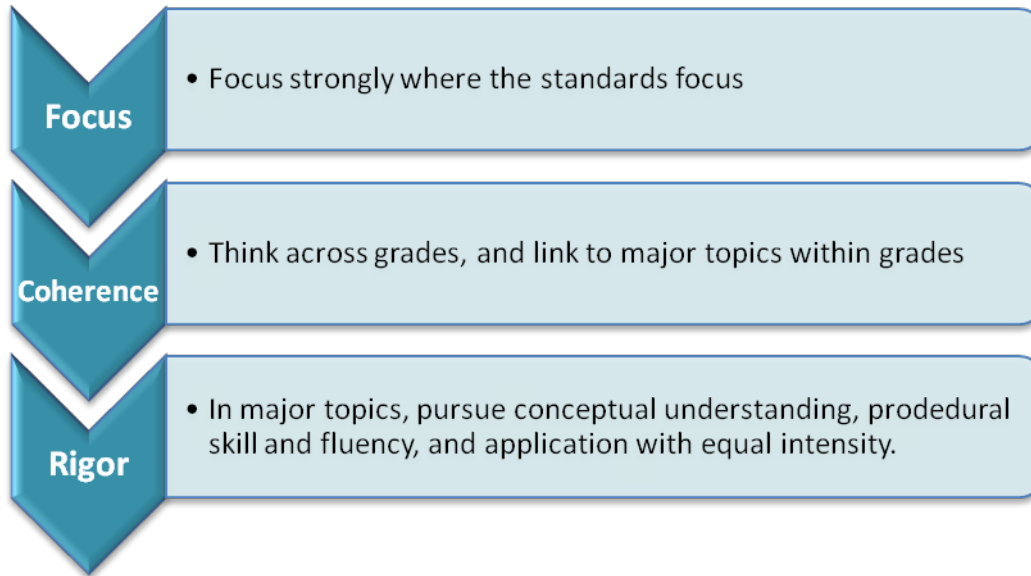 Focus
• Focus strongly where the standards focus
Coherence
• Think across grades, and link to major topics within grades
Rigor
• In major topics, pursue conceptual understanding, prodedural
skill and fluency, and application with equal intensity.